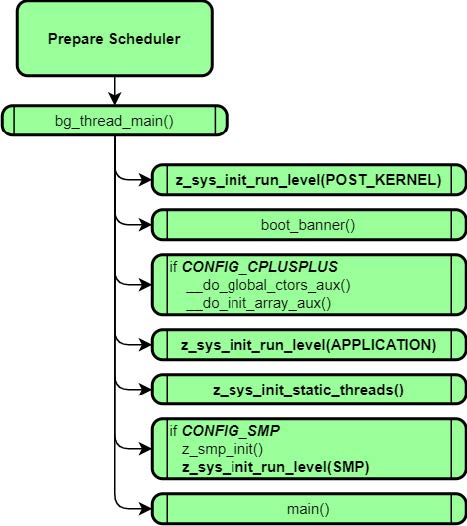 Prepare Scheduler
bg_thread_main()
z_sys_init_run_level(POST_KERNEL)
boot_banner()
if CONFIG_CPLUSPLUS
__do_global_ctors_aux()
__do_init_array_aux()
z_sys_init_run_level(APPLICATION)
z_sys_init_static_threads()
if CONFIG_SMP
z_smp_init()
z_sys_init_run_level(SMP)
main()